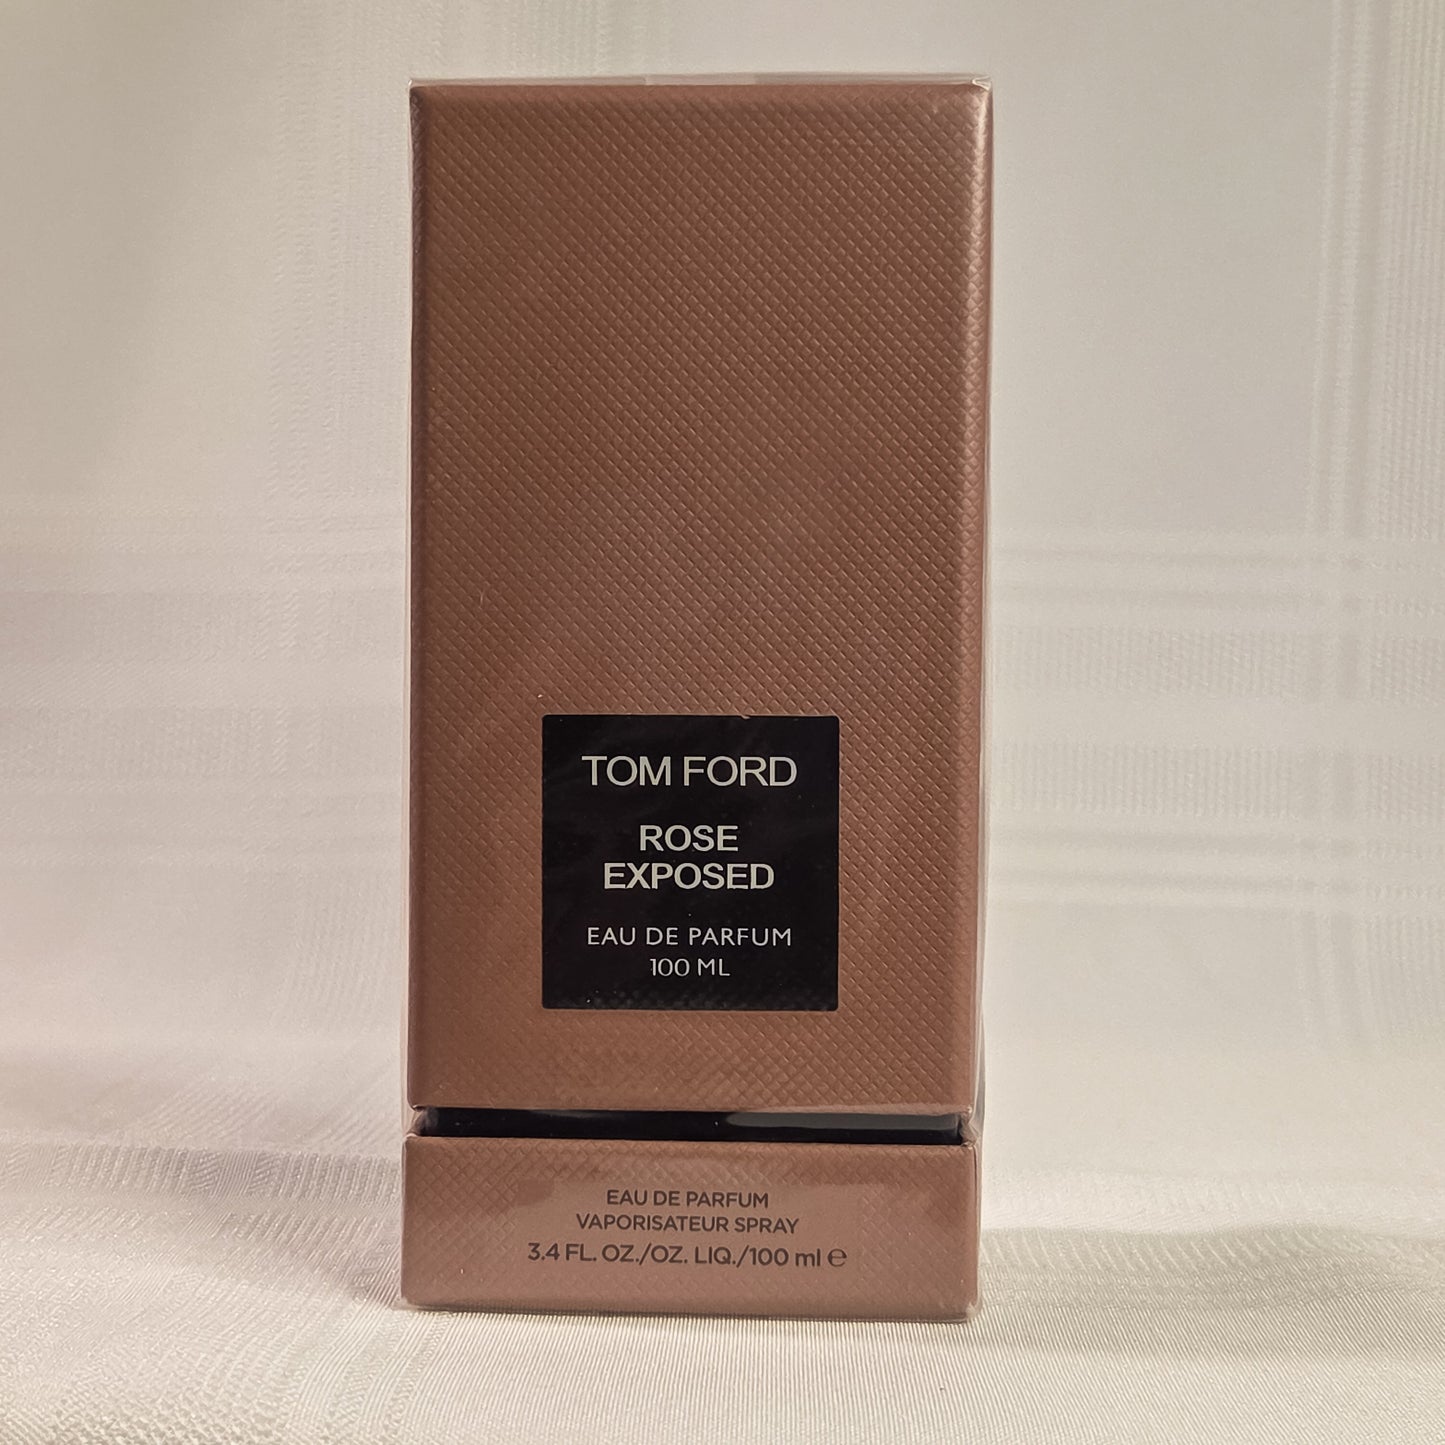 TOM FORD
ROSE
EXPOSED
EAU DE PARFUM
100 ML
EAU DE PARFUM
VAPORISATEUR SPRAY
3.4 FL. OZ./OZ. LIQ./100 ml ℮